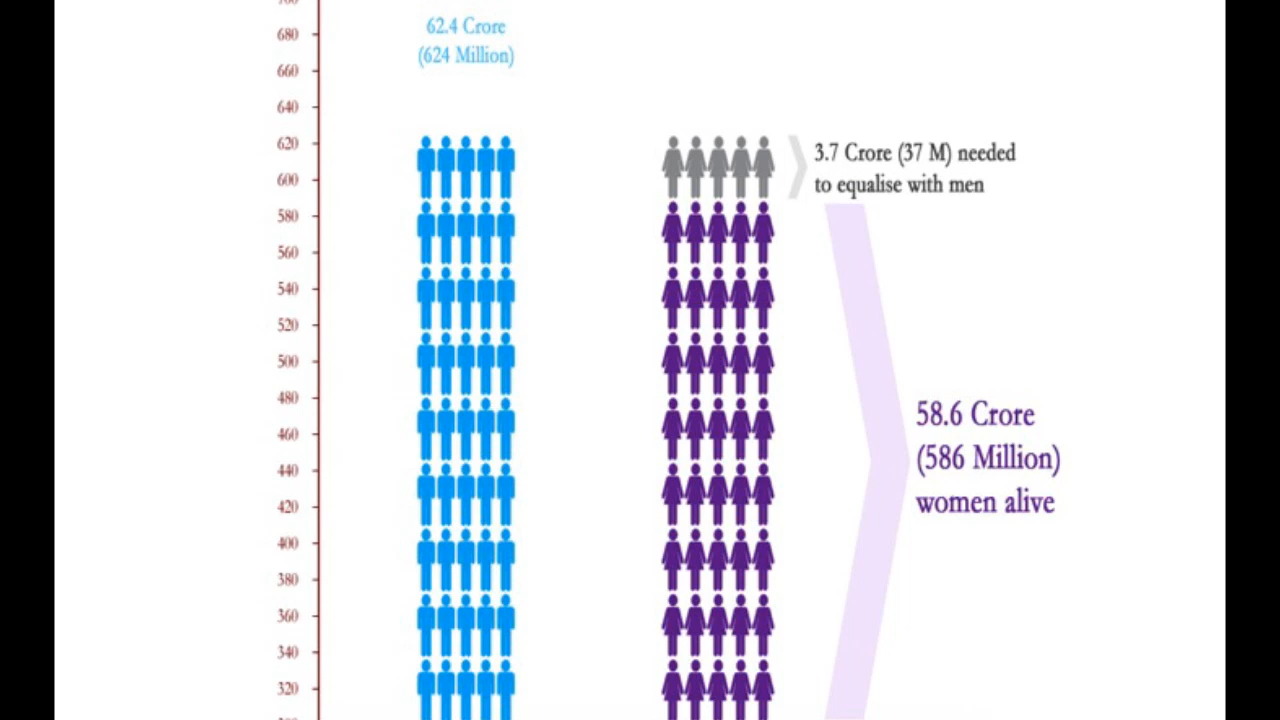 62.4 Crore
(624 Million)
680
660
640
620
600
580
560
540
520
500
480
460
440
420
400
380
360
340
320
3.7 Crore (37 M) needed
to equalise with men
58.6 Crore
(586 Million)
women alive